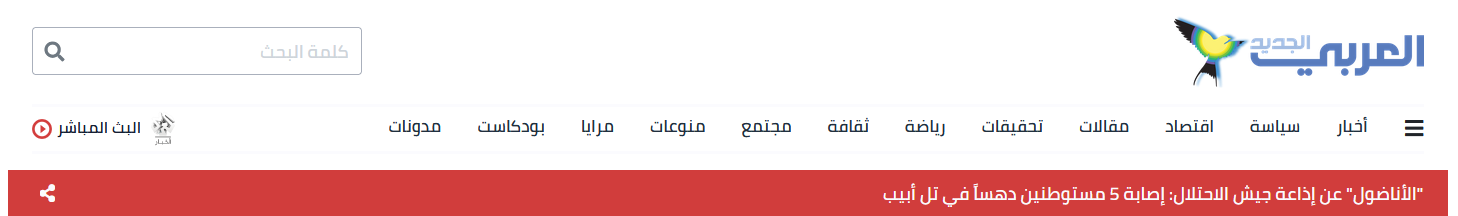 العربي الجديد
كلمة البحث
أخبار سياسة اقتصاد مقالات تحقيقات رياضة ثقافة مجتمع منوعات مرايا بودكاست مدونات
أخبار البث المباشر
"الأناضول" عن إذاعة جيش الاحتلال: إصابة 5 مستوطنين دهساً في تل أبيب